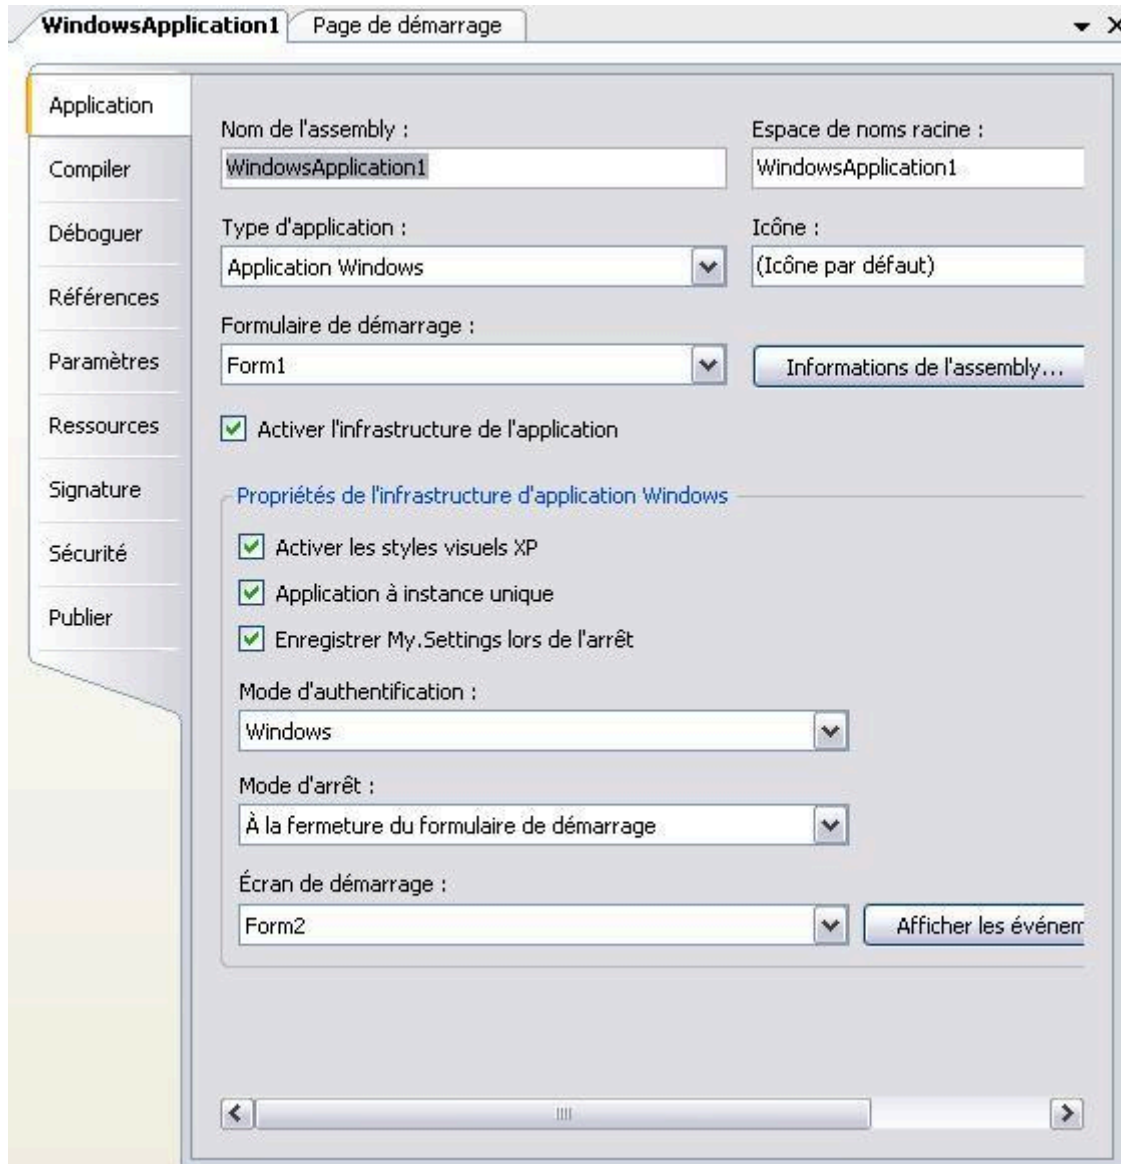 WindowsApplication1 Page de démarrage
Application
Compiler
Déboguer
Références
Paramètres
Ressources
Signature
Sécurité
Publier
Nom de l'assembly : Espace de noms racine :
WindowsApplication1 WindowsApplication1
Type d'application : Icône :
Application Windows (Icône par défaut)
Formulaire de démarrage :
Form1 Informations de l'assembly...
Activer l'infrastructure de l'application
Propriétés de l'infrastructure d'application Windows
Activer les styles visuels XP
Application à instance unique
Enregistrer My.Settings lors de l'arrêt
Mode d'authentification :
Windows
Mode d'arrêt :
À la fermeture du formulaire de démarrage
Écran de démarrage :
Form2 Afficher les événem